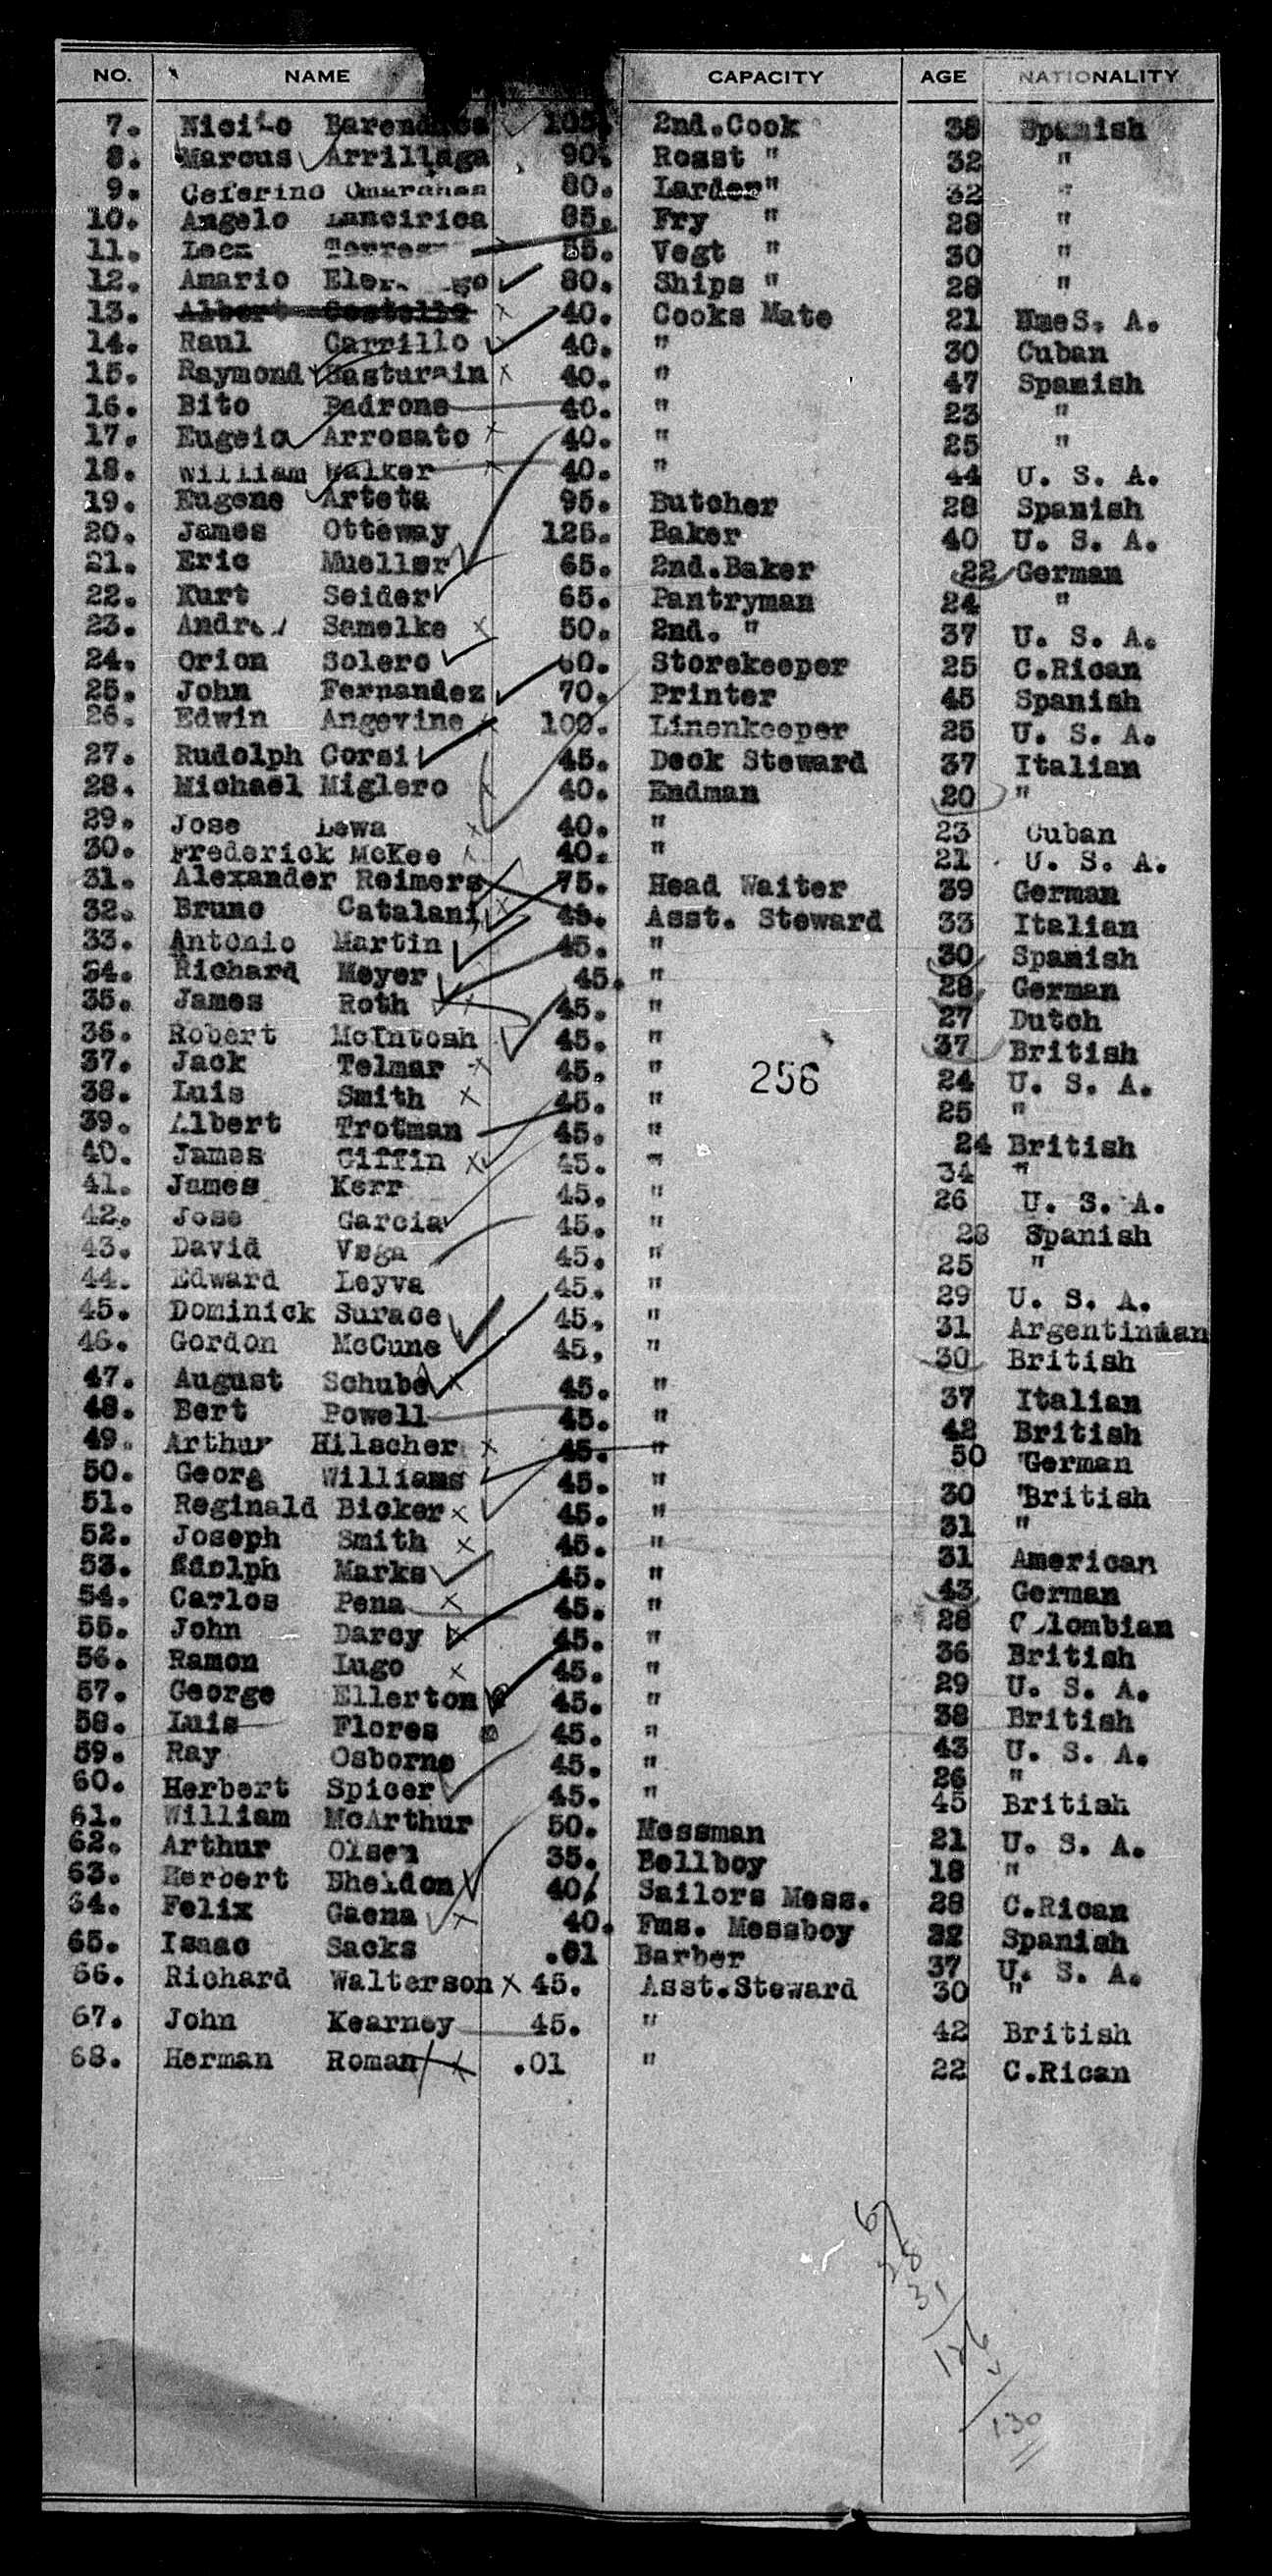 NO. NAME CAPACITY AGE NATIONALITY
7. 105. 2nd.Cook 38 Spanish
8. Marcus Arrillaga 90. Roast " 32 "
9. Ceferino 80. Larder" 32 "
10. Angelo Lancirica 85. Fry " 28 "
11. 55. Vegt " 30 "
12. Amario 80. Ships " 28 "
13. Albert Costello 40. Cooks Mate 21 S. A.
14. Raul Carrillo 40. " 30 Cuban
15. Raymond Basturain 40. " 47 Spanish
16. Bito Padrone 40. " 23 "
17. Eugeio Arrosato 40. " 25 "
18. William Walker 40. " 44 U. S. A.
19. Eugene Arteta 95. Butcher 28 Spanish
20. James Otteway 125. Baker 40 U. S. A.
21. Eric Mueller 65. 2nd.Baker 22 German
22. Kurt Seider 65. Pantryman 24 "
23. Andrew Samelke 50. 2nd. " 37 U. S. A.
24. Orion Solero 60. Storekeeper 25 C.Rican
25. John Fernandez 70. Printer 45 Spanish
26. Edwin Angevine 100. Linenkeeper 25 U. S. A.
27. Rudolph Corsi 45. Deck Steward 37 Italian
28. Michael Miglero 40. Endman 20 "
29. Jose Lewa 40. " 23 Cuban
30. Frederick McKee 40. " 21 U. S. A.
31. Alexander Reimers 75. Head Waiter 39 German
32. Bruno Catalani 45. Asst. Steward 33 Italian
33. Antonio Martin 45. " 30 Spanish
34. Richard Meyer 45. " 28 German
35. James Roth 45. " 27 Dutch
36. Robert McIntosh 45. " 37 British
37. Jack Telmar 45. " 24 U. S. A.
256
38. Luis Smith 45. " 25 "
39. Albert Trotman 45. " 24 British
40. James Giffin 45. " 34 "
41. James Kerr 45. " 26 U. S. A.
42. Jose Garcia 45. " 28 Spanish
43. David Vega 45. " 25 "
44. Edward Leyva 45. " 29 U. S. A.
45. Dominick Surace 45. " 31 Argentinian
46. Gordon McCune 45. " 30 British
47. August Schube 45. " 37 Italian
48. Bert Powell 45. " 42 British
49. Arthur Hilscher 45. " 50 German
50. Georg Williams 45. " 30 British
51. Reginald Bicker 45. " 31 "
52. Joseph Smith 45. " 31 American
53. Adolph Marks 45. " 43 German
54. Carlos Pena 45. " 28 Colombian
55. John Darcy 45. " 36 British
56. Ramon Lugo 45. " 29 U. S. A.
57. George Ellerton 45. " 38 British
58. Luis Flores 45. " 43 U. S. A.
59. Ray Osborne 45. " 26 "
60. Herbert Spicer 45. " 45 British
61. William McArthur 50. Messman 21 U. S. A.
62. Arthur Olsen 35. Bellboy 18 "
63. Herbert Sheldon 40. Sailors Mess. 28 C.Rican
64. Felix Gaena 40. Fms. Messboy 32 Spanish
65. Isaac Sacks .01 Barber 37 U. S. A.
66. Richard Walterson 45. Asst.Steward 30 "
67. John Kearney 45. " 42 British
68. Herman Roman .01 " 22 C.Rican
67
28
31
126
130